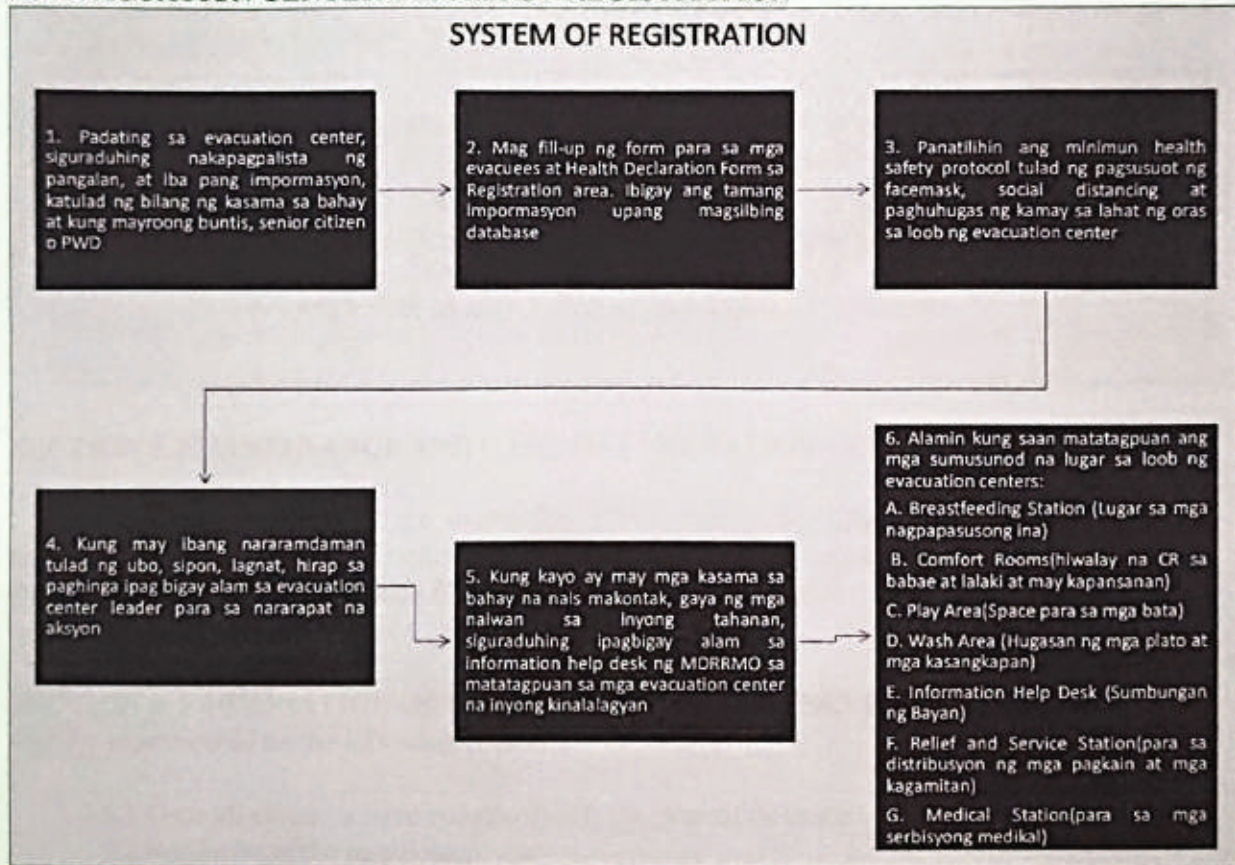 SYSTEM OF REGISTRATION
1. Padating sa evacuation center,
siguraduhing nakapagpalista ng
pangalan, at iba pang impormasyon,
katulad ng bilang ng kasama sa bahay
at kung mayroong buntis, senior citizen
o PWD
2. Mag fill-up ng form para sa mga
evacuees at Health Declaration Form sa
Registration area. Ibigay ang tamang
Impormasyon upang magsilbing
database
3. Panatilihin ang minimun health
safety protocol tulad ng pagsusuot ng
facemask, social distancing at
paghuhugas ng kamay sa lahat ng oras
sa loob ng evacuation center
4. Kung may ibang nararamdaman
tulad ng ubo, sipon, lagnat, hirap sa
paghinga ipag bigay alam sa evacuation
center leader para sa nararapat na
aksyon
5. Kung kayo ay may mga kasama sa
bahay na nais makontak, gaya ng mga
naiwan sa inyong tahanan,
siguraduhing ipagbigay alam sa
information help desk ng MDRRMO sa
matatagpuan sa mga evacuation center
na inyong kinalalagyan
6. Alamin kung saan matatagpuan ang
mga sumusunod na lugar sa loob ng
evacuation centers:
A. Breastfeeding Station (Lugar sa mga
nagpapasusong ina)
B. Comfort Rooms(hiwalay na CR sa
babae at lalaki at may kapansanan)
C. Play Area(Space para sa mga bata)
D. Wash Area (Hugasan ng mga plato at
mga kasangkapan)
E. Information Help Desk (Sumbungan
ng Bayan)
F. Relief and Service Station(para sa
distribusyon ng mga pagkain at mga
kagamitan)
G. Medical Station(para sa mga
serbisyong medikal)